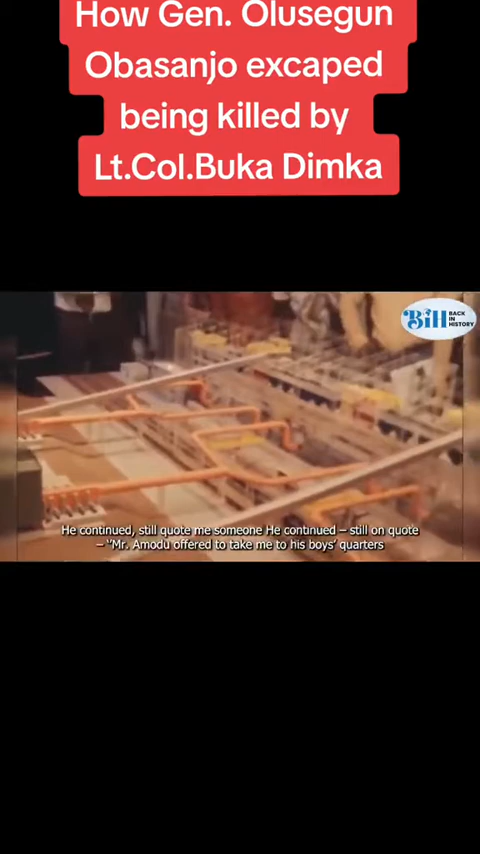 How Gen. Olusegun
Obasanjo excaped
being killed by
Lt.Col.Buka Dimka
Bill BACK
IN
HISTORY
He continued, still quote me someone He continued – still on quote
– "Mr. Amodu offered to take me to his boys' quarters